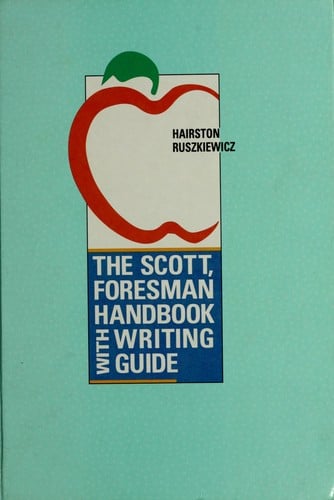 HAIRSTON
RUSZKIEWICZ
THE SCOTT,
FORESMAN
HANDBOOK
WITH WRITING
GUIDE